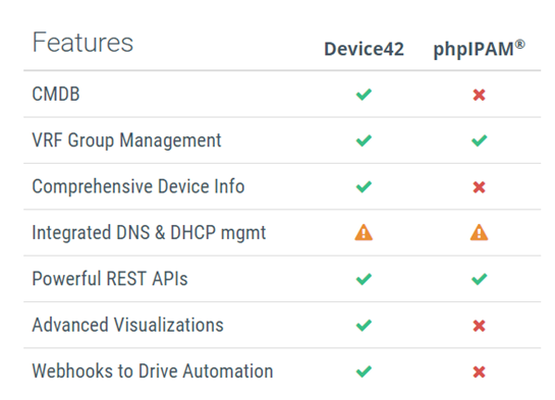 Features Device42 phpIPAM®
CMDB
VRF Group Management
Comprehensive Device Info
Integrated DNS & DHCP mgmt
Powerful REST APIs
Advanced Visualizations
Webhooks to Drive Automation